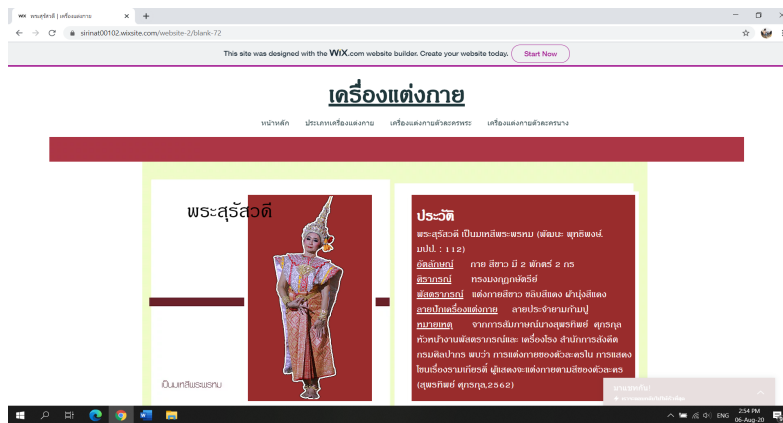 พระสุรัสวดี | เครื่องแต่งกาย
sirinat00102.wixsite.com/website-2/blank-72
This site was designed with the WiX.com website builder. Create your website today. Start Now
เครื่องแต่งกาย
หน้าหลัก ประเภทเครื่องแต่งกาย เครื่องแต่งกายตัวละครพระ เครื่องแต่งกายตัวละครนาง
พระสุรัสวดี
เป็นมเหสีพระพรหม
ประวัติ
พระสุรัสวดี เป็นมเหสีพระพรหม (พัฒนะ พุทธิพงษ์.
มปป. : 112)
อัตลักษณ์ กาย สีขาว มี 2 พักตร์ 2 กร
ศิราภรณ์ ทรงมงกุฎกษัตรีย์
พัสตราภรณ์ แต่งกายสีขาว ขลิบสีแดง ผ้านุ่งสีแดง
ลายปักเครื่องแต่งกาย ลายประจำยามก้ามปู
หมายเหตุ จากการสัมภาษณ์นางสุพรทิพย์ ศุภรกุล
หัวหน้างานพัสตราภรณ์และ เครื่องโรง สำนักการสังคีต
กรมศิลปากร พบว่า การแต่งกายของตัวละครใน การแสดง
โขนเรื่องรามเกียรติ์ ผู้แสดงจะแต่งกายตามสีของตัวละคร
(สุพรทิพย์ ศุภรกุล,2562)
ENG
2:54 PM
06-Aug-20